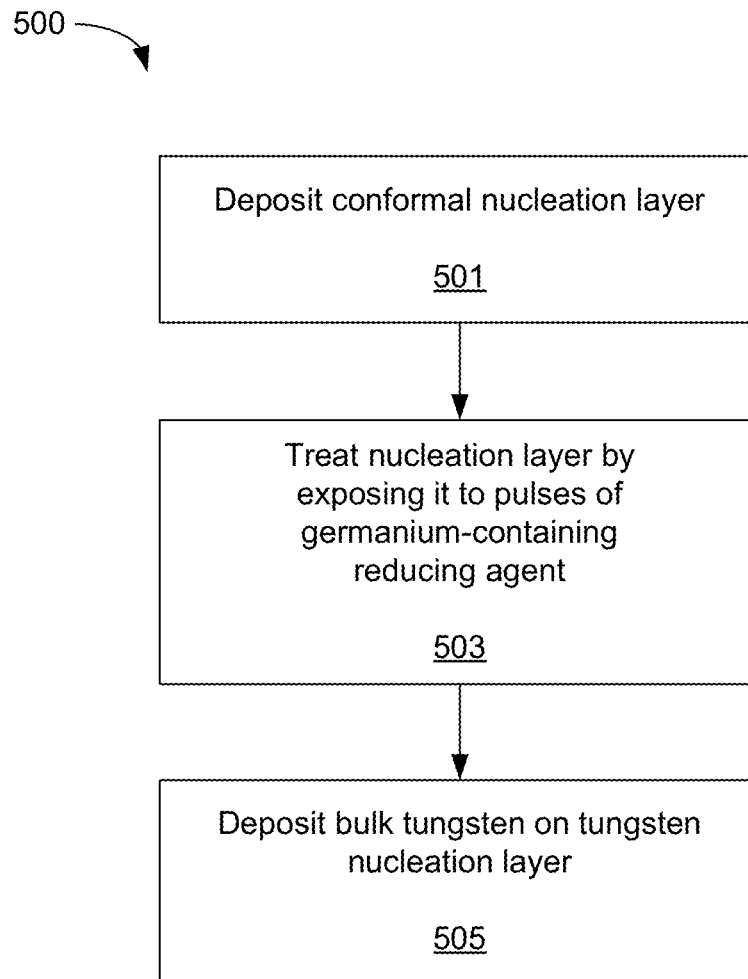 500
Deposit conformal nucleation layer
501
Treat nucleation layer by
exposing it to pulses of
germanium-containing
reducing agent
503
Deposit bulk tungsten on tungsten
nucleation layer
505